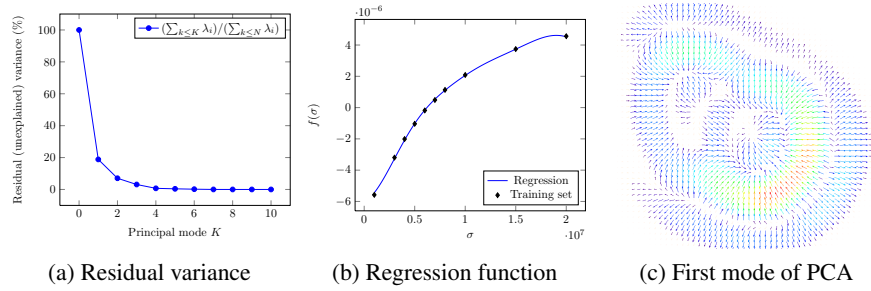 Residual (unexplained) variance (%)
100
80
60
40
20
0
(∑k≤K λi)/(∑k≤N λi)
0 2 4 6 8 10
Principal mode K
(a) Residual variance
·10⁻⁶
f(σ)
4
2
0
−2
−4
−6
Regression
Training set
0 0.5 1 1.5 2
·10⁷
σ
(b) Regression function
(c) First mode of PCA